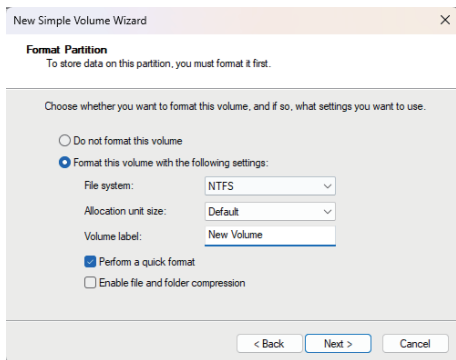 New Simple Volume Wizard
Format Partition
To store data on this partition, you must format it first.
Choose whether you want to format this volume, and if so, what settings you want to use.
Do not format this volume
Format this volume with the following settings:
File system: NTFS
Allocation unit size: Default
Volume label: New Volume
Perform a quick format
Enable file and folder compression
< Back Next > Cancel